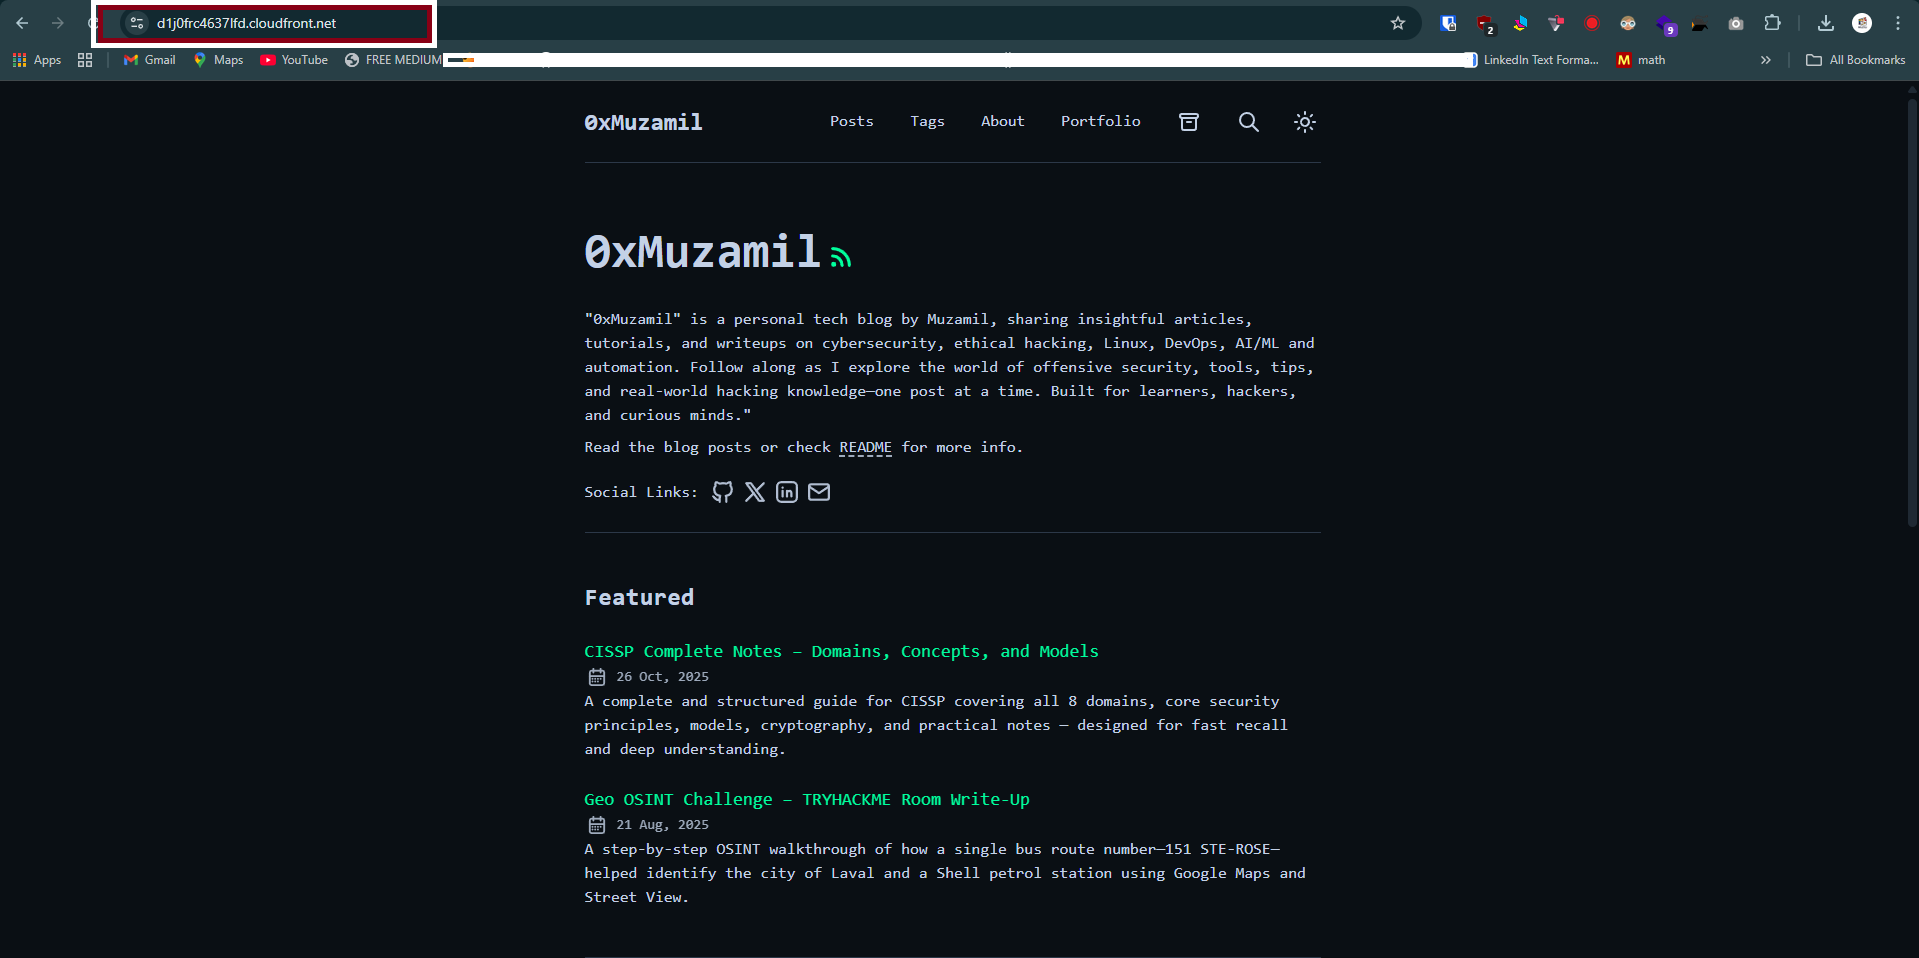 d1j0frc4637lfd.cloudfront.net
2
9
Apps
Gmail
Maps
YouTube
FREE MEDIUM
LinkedIn Text Forma...
M math
All Bookmarks
0xMuzamil
Posts
Tags
About
Portfolio
0xMuzamil
"0xMuzamil" is a personal tech blog by Muzamil, sharing insightful articles,
tutorials, and writeups on cybersecurity, ethical hacking, Linux, DevOps, AI/ML and
automation. Follow along as I explore the world of offensive security, tools, tips,
and real-world hacking knowledge—one post at a time. Built for learners, hackers,
and curious minds."
Read the blog posts or check README for more info.
Social Links:
Featured
CISSP Complete Notes – Domains, Concepts, and Models
26 Oct, 2025
A complete and structured guide for CISSP covering all 8 domains, core security
principles, models, cryptography, and practical notes — designed for fast recall
and deep understanding.
Geo OSINT Challenge – TRYHACKME Room Write-Up
21 Aug, 2025
A step-by-step OSINT walkthrough of how a single bus route number—151 STE-ROSE—
helped identify the city of Laval and a Shell petrol station using Google Maps and
Street View.